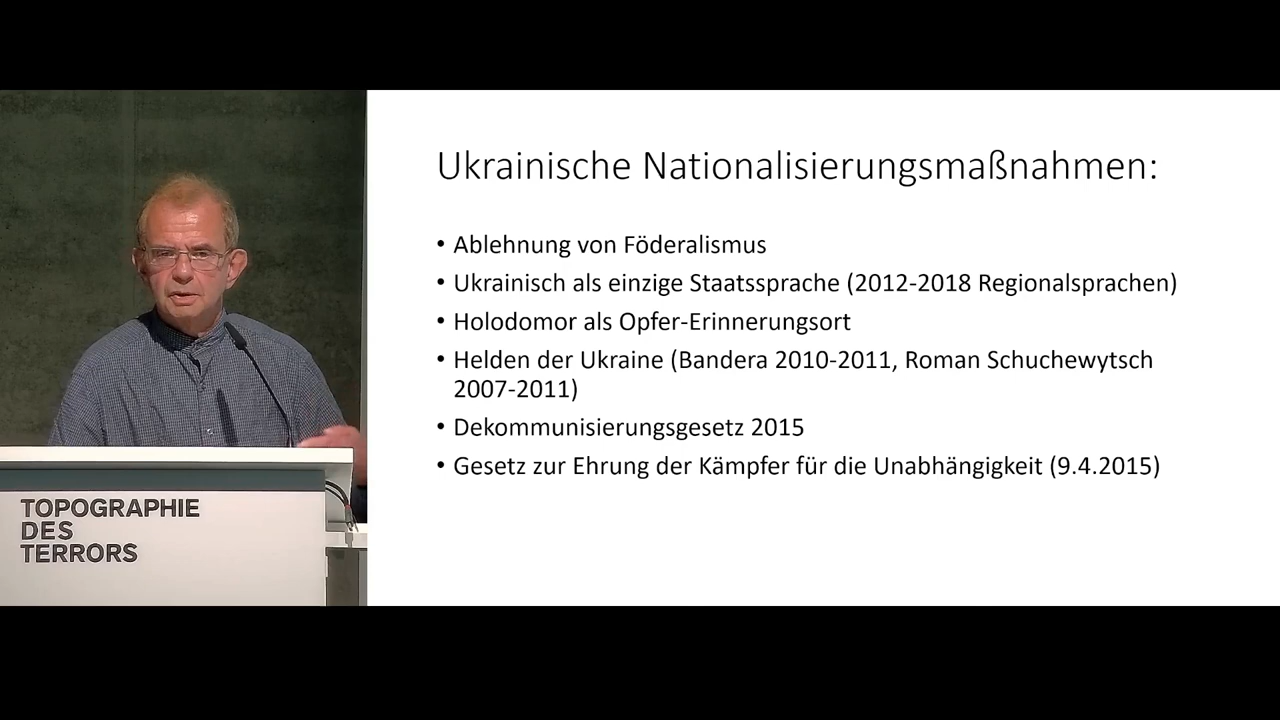 Ukrainische Nationalisierungsmaßnahmen:
• Ablehnung von Föderalismus
• Ukrainisch als einzige Staatssprache (2012-2018 Regionalsprachen)
• Holodomor als Opfer-Erinnerungsort
• Helden der Ukraine (Bandera 2010-2011, Roman Schuchewytsch
2007-2011)
• Dekommunisierungsgesetz 2015
• Gesetz zur Ehrung der Kämpfer für die Unabhängigkeit (9.4.2015)
TOPOGRAPHIE
DES
TERRORS